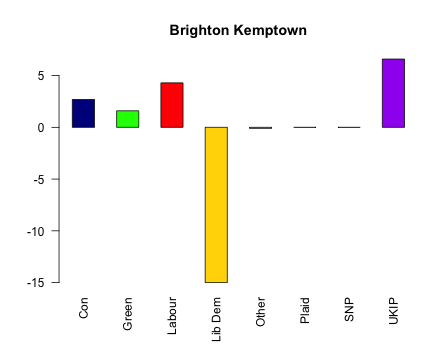 Brighton Kemptown
5
0
-5
-10
-15
Con
Green
Labour
Lib Dem
Other
Plaid
SNP
UKIP